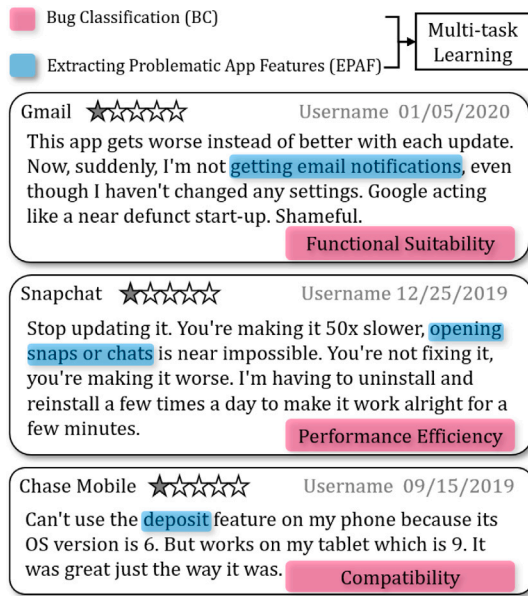 Bug Classification (BC)
Extracting Problematic App Features (EPAF)
Multi-task
Learning
Gmail
Username 01/05/2020
This app gets worse instead of better with each update.
Now, suddenly, I'm not getting email notifications, even
though I haven't changed any settings. Google acting
like a near defunct start-up. Shameful.
Functional Suitability
Snapchat
Username 12/25/2019
Stop updating it. You're making it 50x slower, opening
snaps or chats is near impossible. You're not fixing it,
you're making it worse. I'm having to uninstall and
reinstall a few times a day to make it work alright for a
few minutes.
Performance Efficiency
Chase Mobile
Username 09/15/2019
Can't use the deposit feature on my phone because its
OS version is 6. But works on my tablet which is 9. It
was great just the way it was.
Compatibility